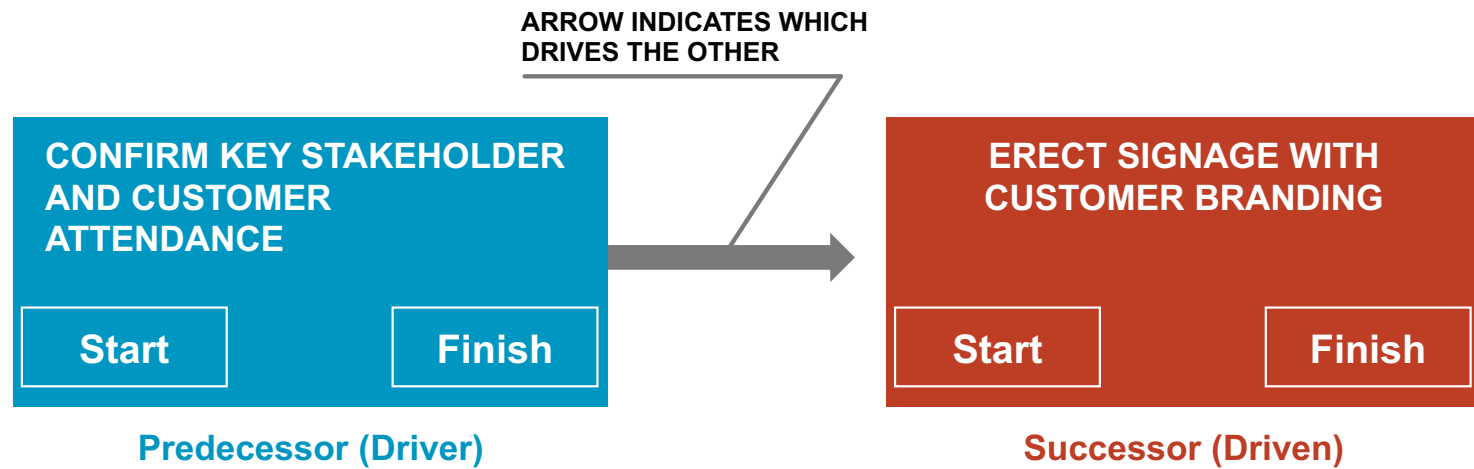 ARROW INDICATES WHICH
DRIVES THE OTHER
CONFIRM KEY STAKEHOLDER
AND CUSTOMER
ATTENDANCE
Start
Finish
Predecessor (Driver)
ERECT SIGNAGE WITH
CUSTOMER BRANDING
Start
Finish
Successor (Driven)